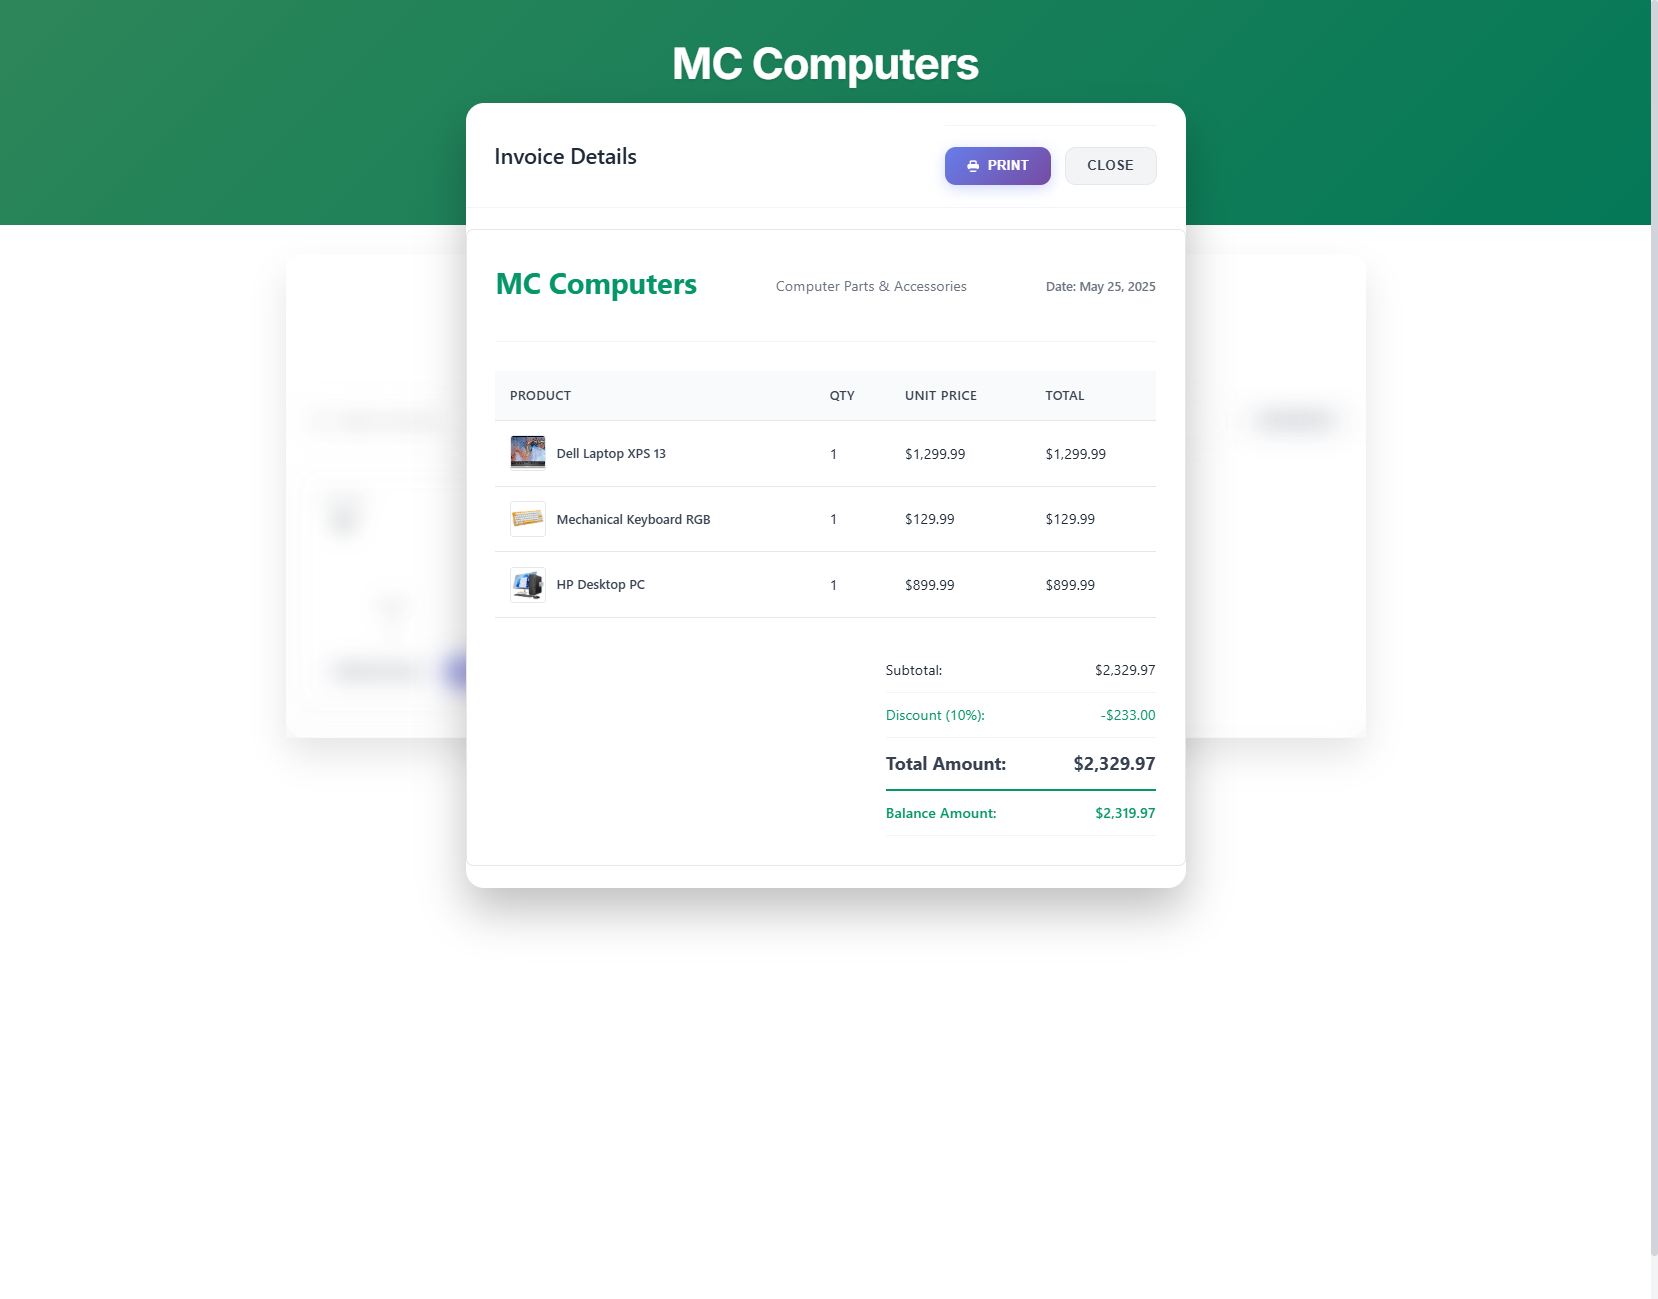 MC Computers
Invoice Details
PRINT
CLOSE
MC Computers
Computer Parts & Accessories
Date: May 25, 2025
PRODUCT QTY UNIT PRICE TOTAL
Dell Laptop XPS 13 1 $1,299.99 $1,299.99
Mechanical Keyboard RGB 1 $129.99 $129.99
HP Desktop PC 1 $899.99 $899.99
Subtotal: $2,329.97
Discount (10%): -$233.00
Total Amount: $2,329.97
Balance Amount: $2,319.97